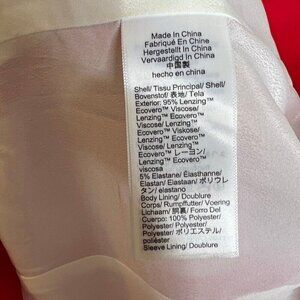 Made In China
Fabriqué En Chine
Hergestellt In China
Vervaardigd In China
中国製
hecho en china
Shell/ Tissu Principal/ Shell/
Bovenstof/ 表地/ Tela
Exterior: 95% Lenzing™
Ecovero™ Viscose/
Lenzing™ Ecovero™
Viscose/ Lenzing™
Ecovero™ Viskose/
Lenzing™ Ecovero™
Viscose/ Lenzing™
Ecovero™ レーヨン/
Lenzing™ Ecovero™
viscosa
5% Elastane/ Élasthanne/
Elastan/ Elastaan/ ポリウレ
タン/ elastano
Body Lining/ Doublure
Corps/ Rumpffutter/ Voering
Lichaam/ 胴裏/ Forro Del
Cuerpo: 100% Polyester/
Polyester/ Polyester/
Polyester/ ポリエステル/
poliéster
Sleeve Lining/ Doublure